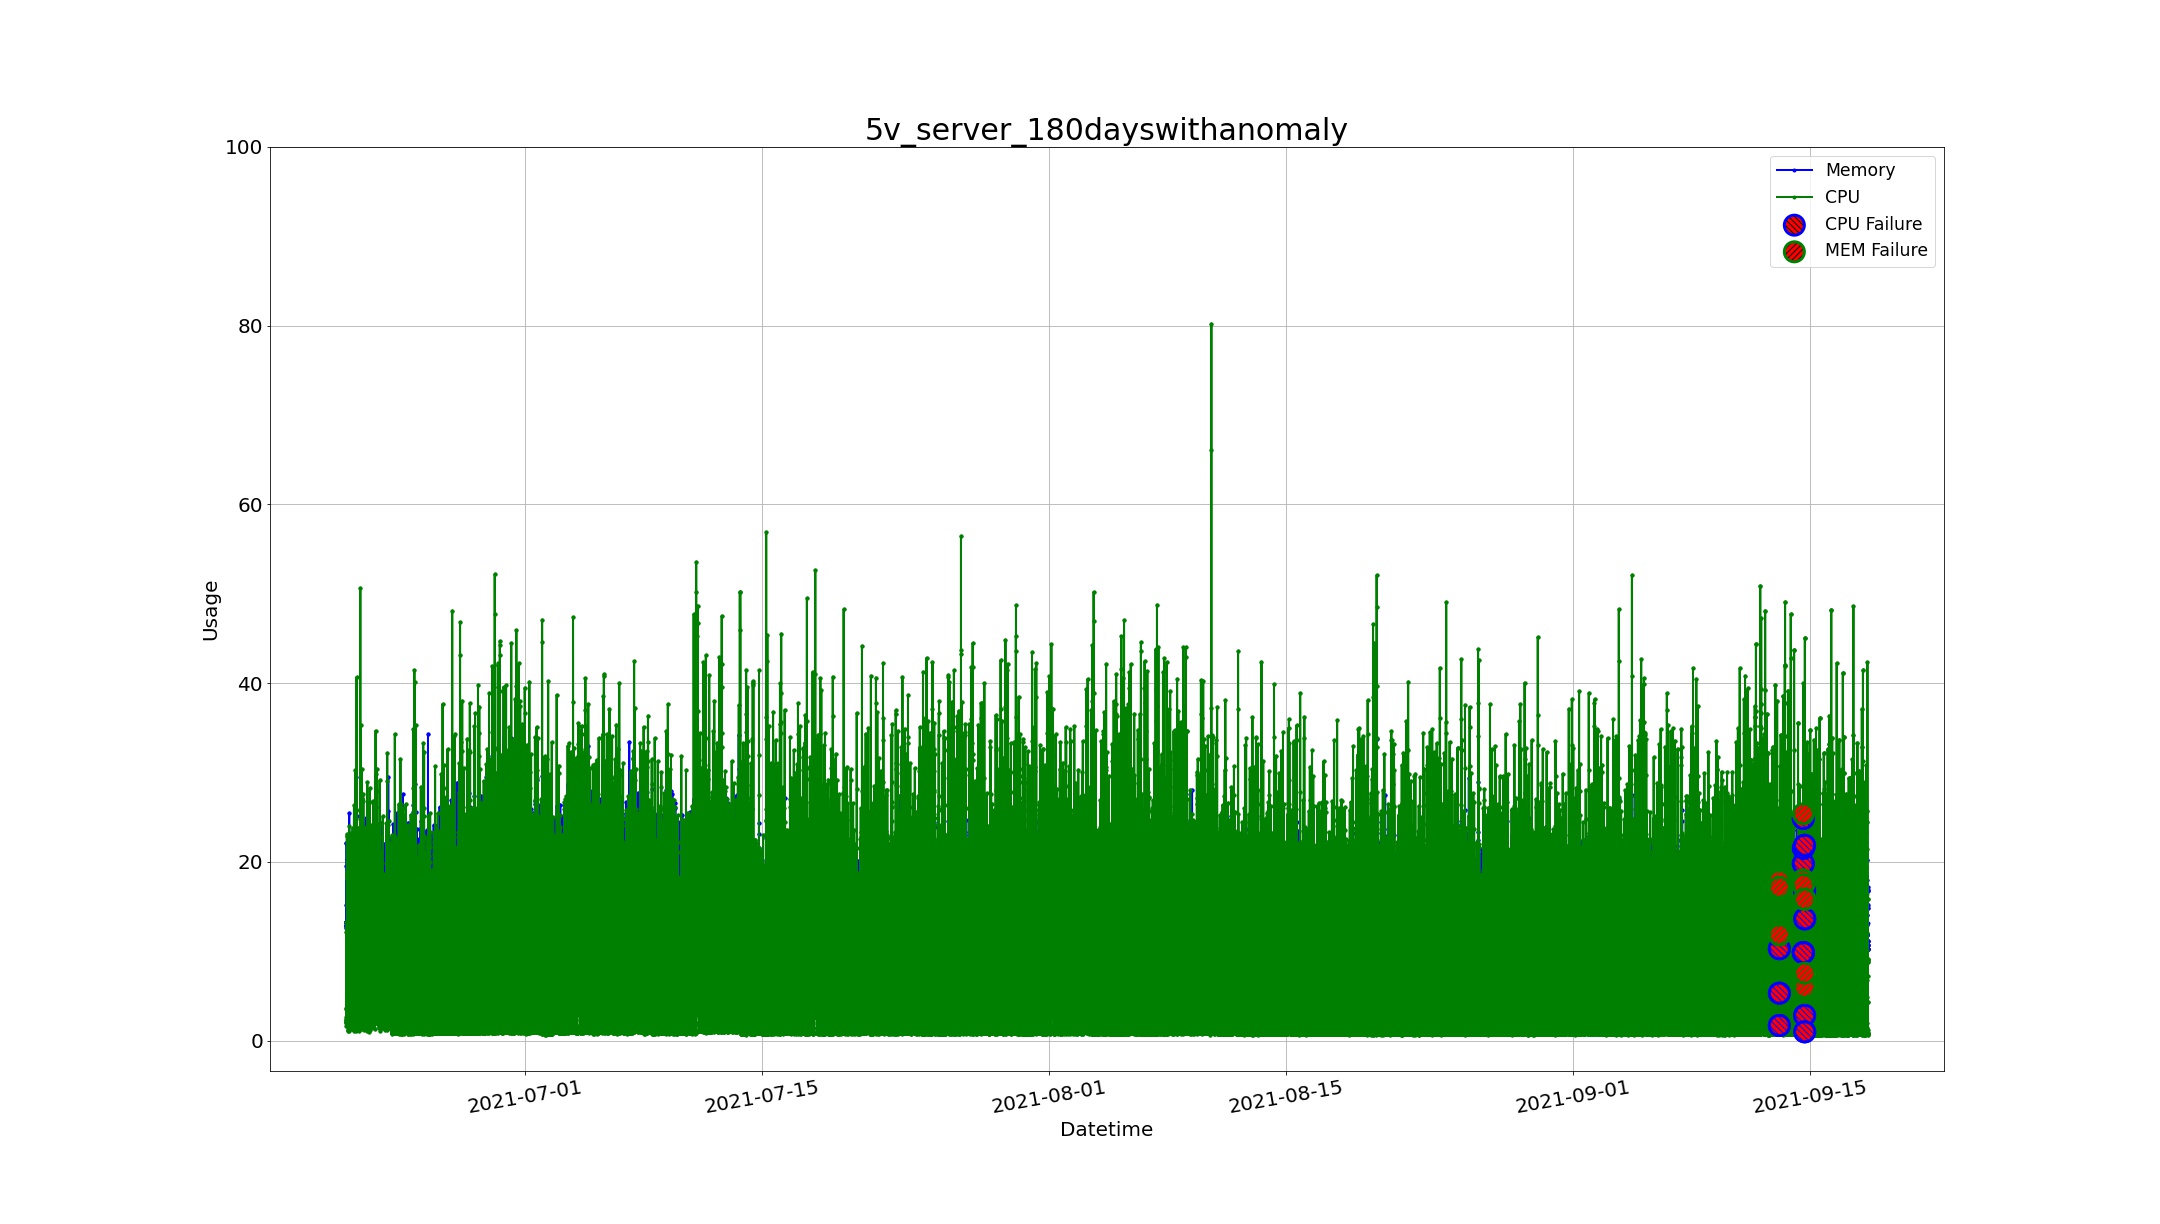 5v_server_180dayswithanomaly
100
80
60
40
20
0
Usage
Memory
CPU
CPU Failure
MEM Failure
2021-07-01
2021-07-15
2021-08-01
2021-08-15
2021-09-01
2021-09-15
Datetime